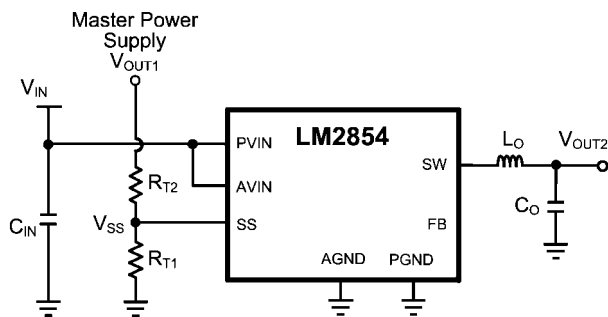 Master Power
Supply
VOUT1
VIN
PVIN
LM2854
LO
VOUT2
SW
RT2
AVIN
CO
VSS
SS
FB
CIN
RT1
AGND
PGND